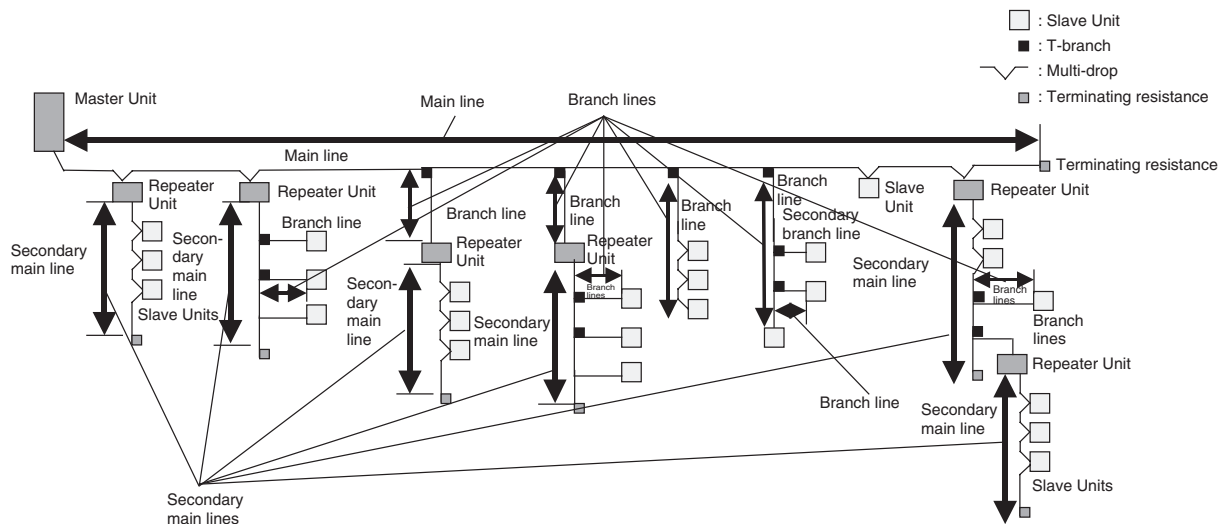 : Slave Unit
: T-branch
: Multi-drop
: Terminating resistance
Master Unit
Main line
Branch lines
Main line
Terminating resistance
Repeater
Unit
Repeater Unit
Branch line
Branch line
Repeater
Unit
Branch
line
Repeater
Unit
Branch
line
Branch
line
Secondary
branch line
Slave
Unit
Repeater Unit
Secondary
main line
Secon-
dary
main
line
Slave Units
Secon-
dary
main
line
Secondary
main line
Branch
lines
Secondary
main line
Branch
lines
Branch
lines
Repeater Unit
Branch line
Secondary
main line
Slave Units
Secondary
main lines